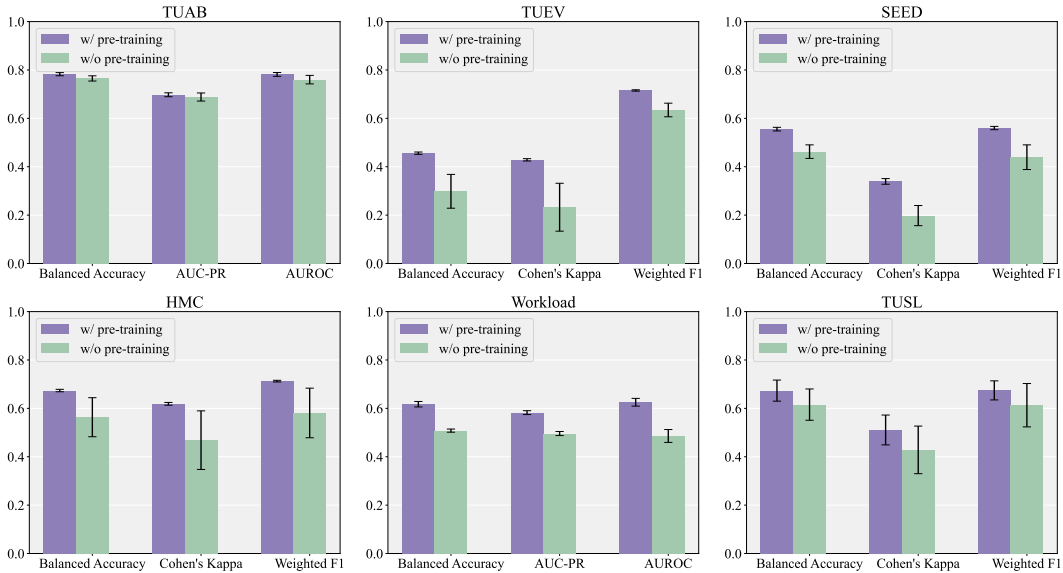 TUAB
TUEV
SEED
1.0
0.8
0.6
0.4
0.2
0.0
w/ pre-training
w/o pre-training
Balanced Accuracy AUC-PR AUROC
1.0
0.8
0.6
0.4
0.2
0.0
w/ pre-training
w/o pre-training
Balanced Accuracy Cohen's Kappa Weighted F1
1.0
0.8
0.6
0.4
0.2
0.0
w/ pre-training
w/o pre-training
Balanced Accuracy Cohen's Kappa Weighted F1
HMC
Workload
TUSL
1.0
0.8
0.6
0.4
0.2
0.0
w/ pre-training
w/o pre-training
Balanced Accuracy Cohen's Kappa Weighted F1
1.0
0.8
0.6
0.4
0.2
0.0
w/ pre-training
w/o pre-training
Balanced Accuracy AUC-PR AUROC
1.0
0.8
0.6
0.4
0.2
0.0
w/ pre-training
w/o pre-training
Balanced Accuracy Cohen's Kappa Weighted F1